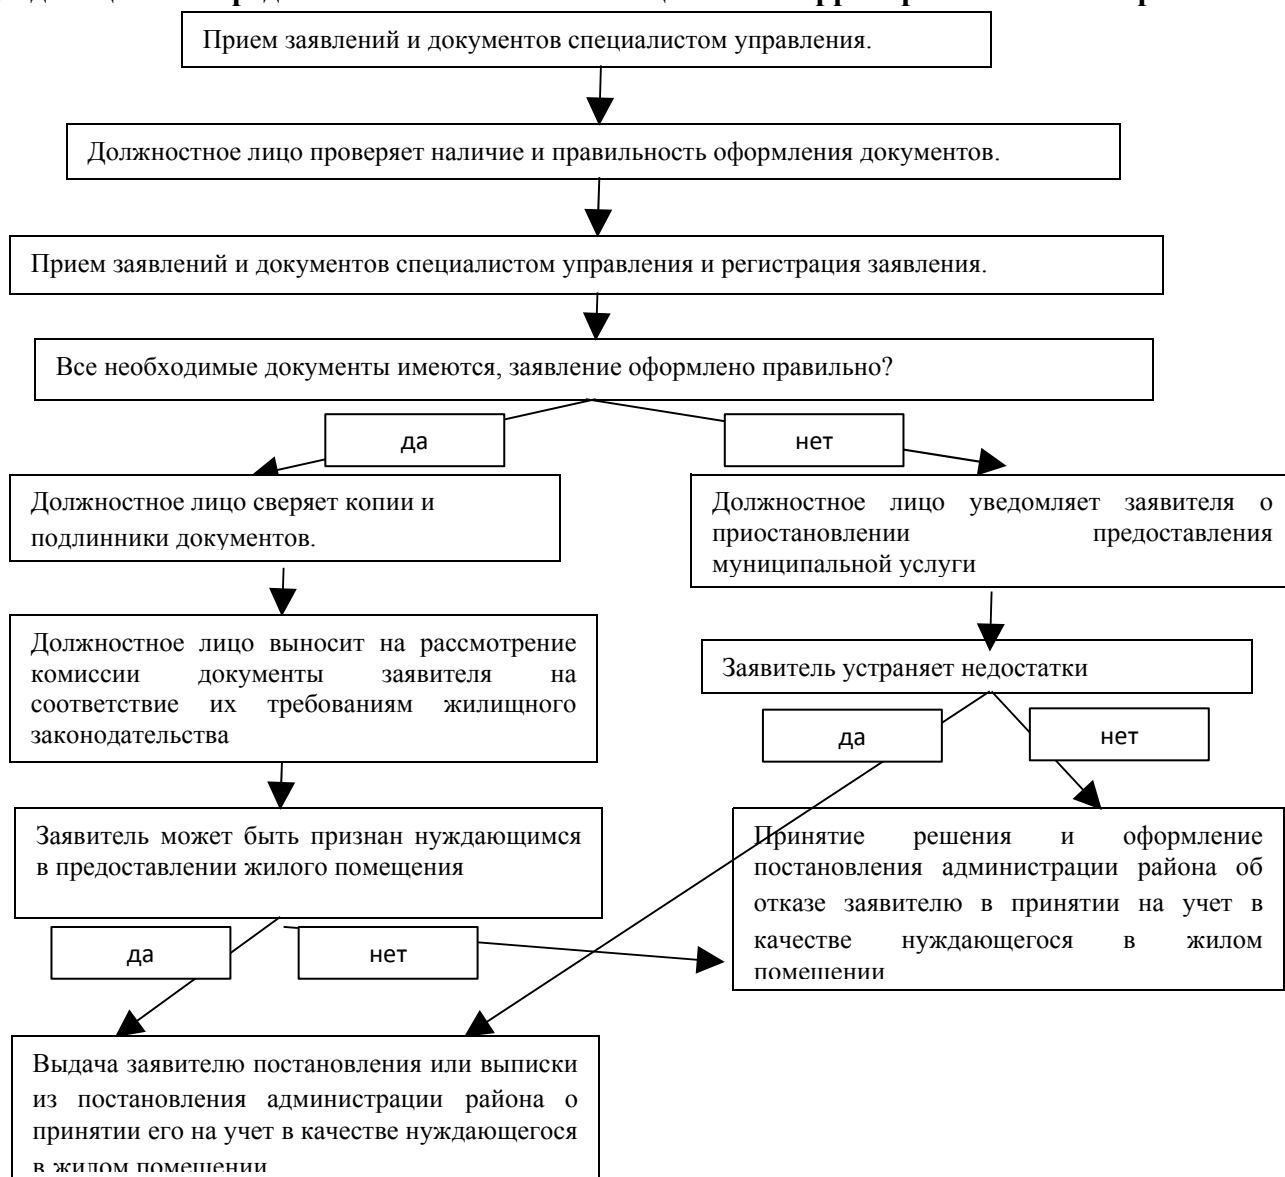 Прием заявлений и документов специалистом управления.
Должностное лицо проверяет наличие и правильность оформления документов.
Прием заявлений и документов специалистом управления и регистрация заявления.
Все необходимые документы имеются, заявление оформлено правильно?
да
нет
Должностное лицо сверяет копии и
подлинники документов.
Должностное лицо уведомляет заявителя о
приостановлении предоставления
муниципальной услуги
Должностное лицо выносит на рассмотрение
комиссии документы заявителя на
соответствие их требованиям жилищного
законодательства
Заявитель устраняет недостатки
да
нет
Заявитель может быть признан нуждающимся
в предоставлении жилого помещения
Принятие решения и оформление
постановления администрации района об
отказе заявителю в принятии на учет в
качестве нуждающегося в жилом
помещении
да
нет
Выдача заявителю постановления или выписки
из постановления администрации района о
принятии его на учет в качестве нуждающегося
в жилом помещении